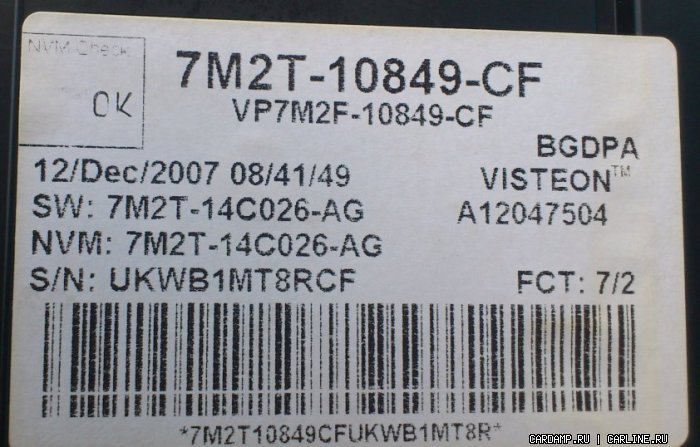 NVM Check
OK
7M2T-10849-CF
VP7M2F-10849-CF
BGDPA
12/Dec/2007 08/41/49
VISTEON™
SW: 7M2T-14C026-AG
A12047504
NVM: 7M2T-14C026-AG
S/N: UKWB1MT8RCF
FCT: 7/2
*7M2T10849CFUKWB1MT8R*
CARDAMP.RU | CARLINE.RU